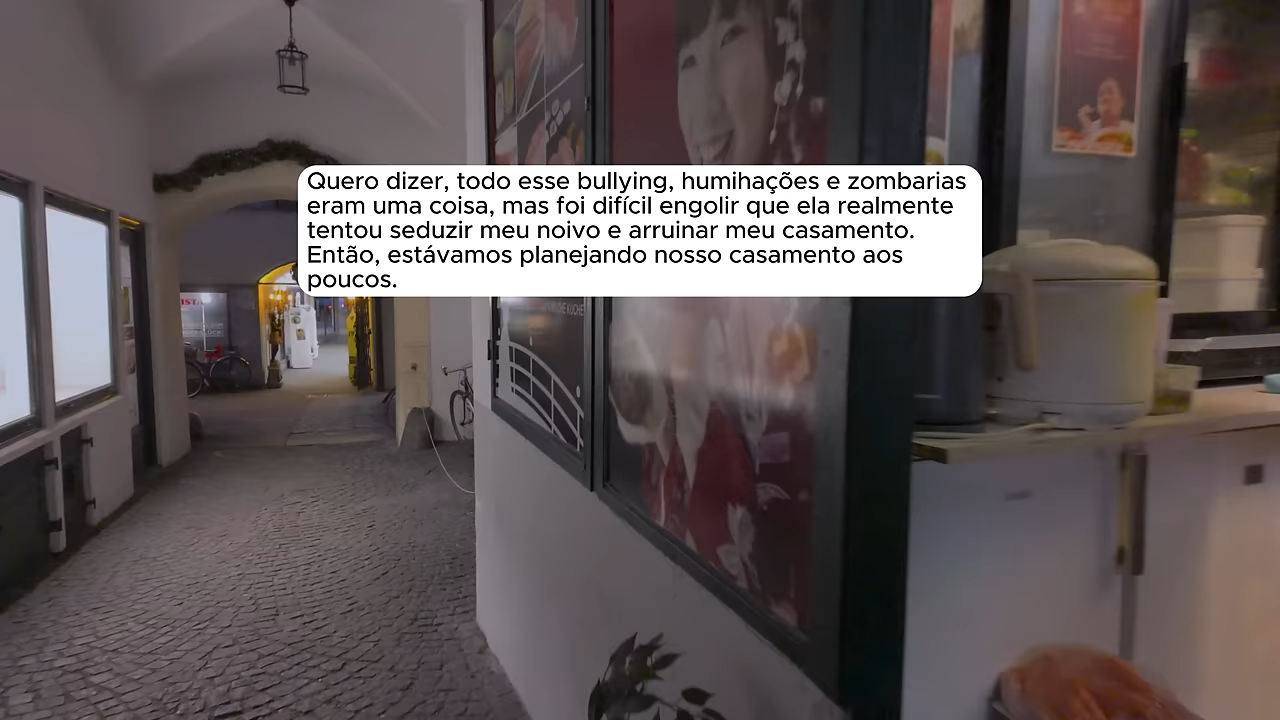 Quero dizer, todo esse bullying, humihações e zombarias
eram uma coisa, mas foi difícil engolir que ela realmente
tentou seduzir meu noivo e arruinar meu casamento.
Então, estávamos planejando nosso casamento aos
poucos.